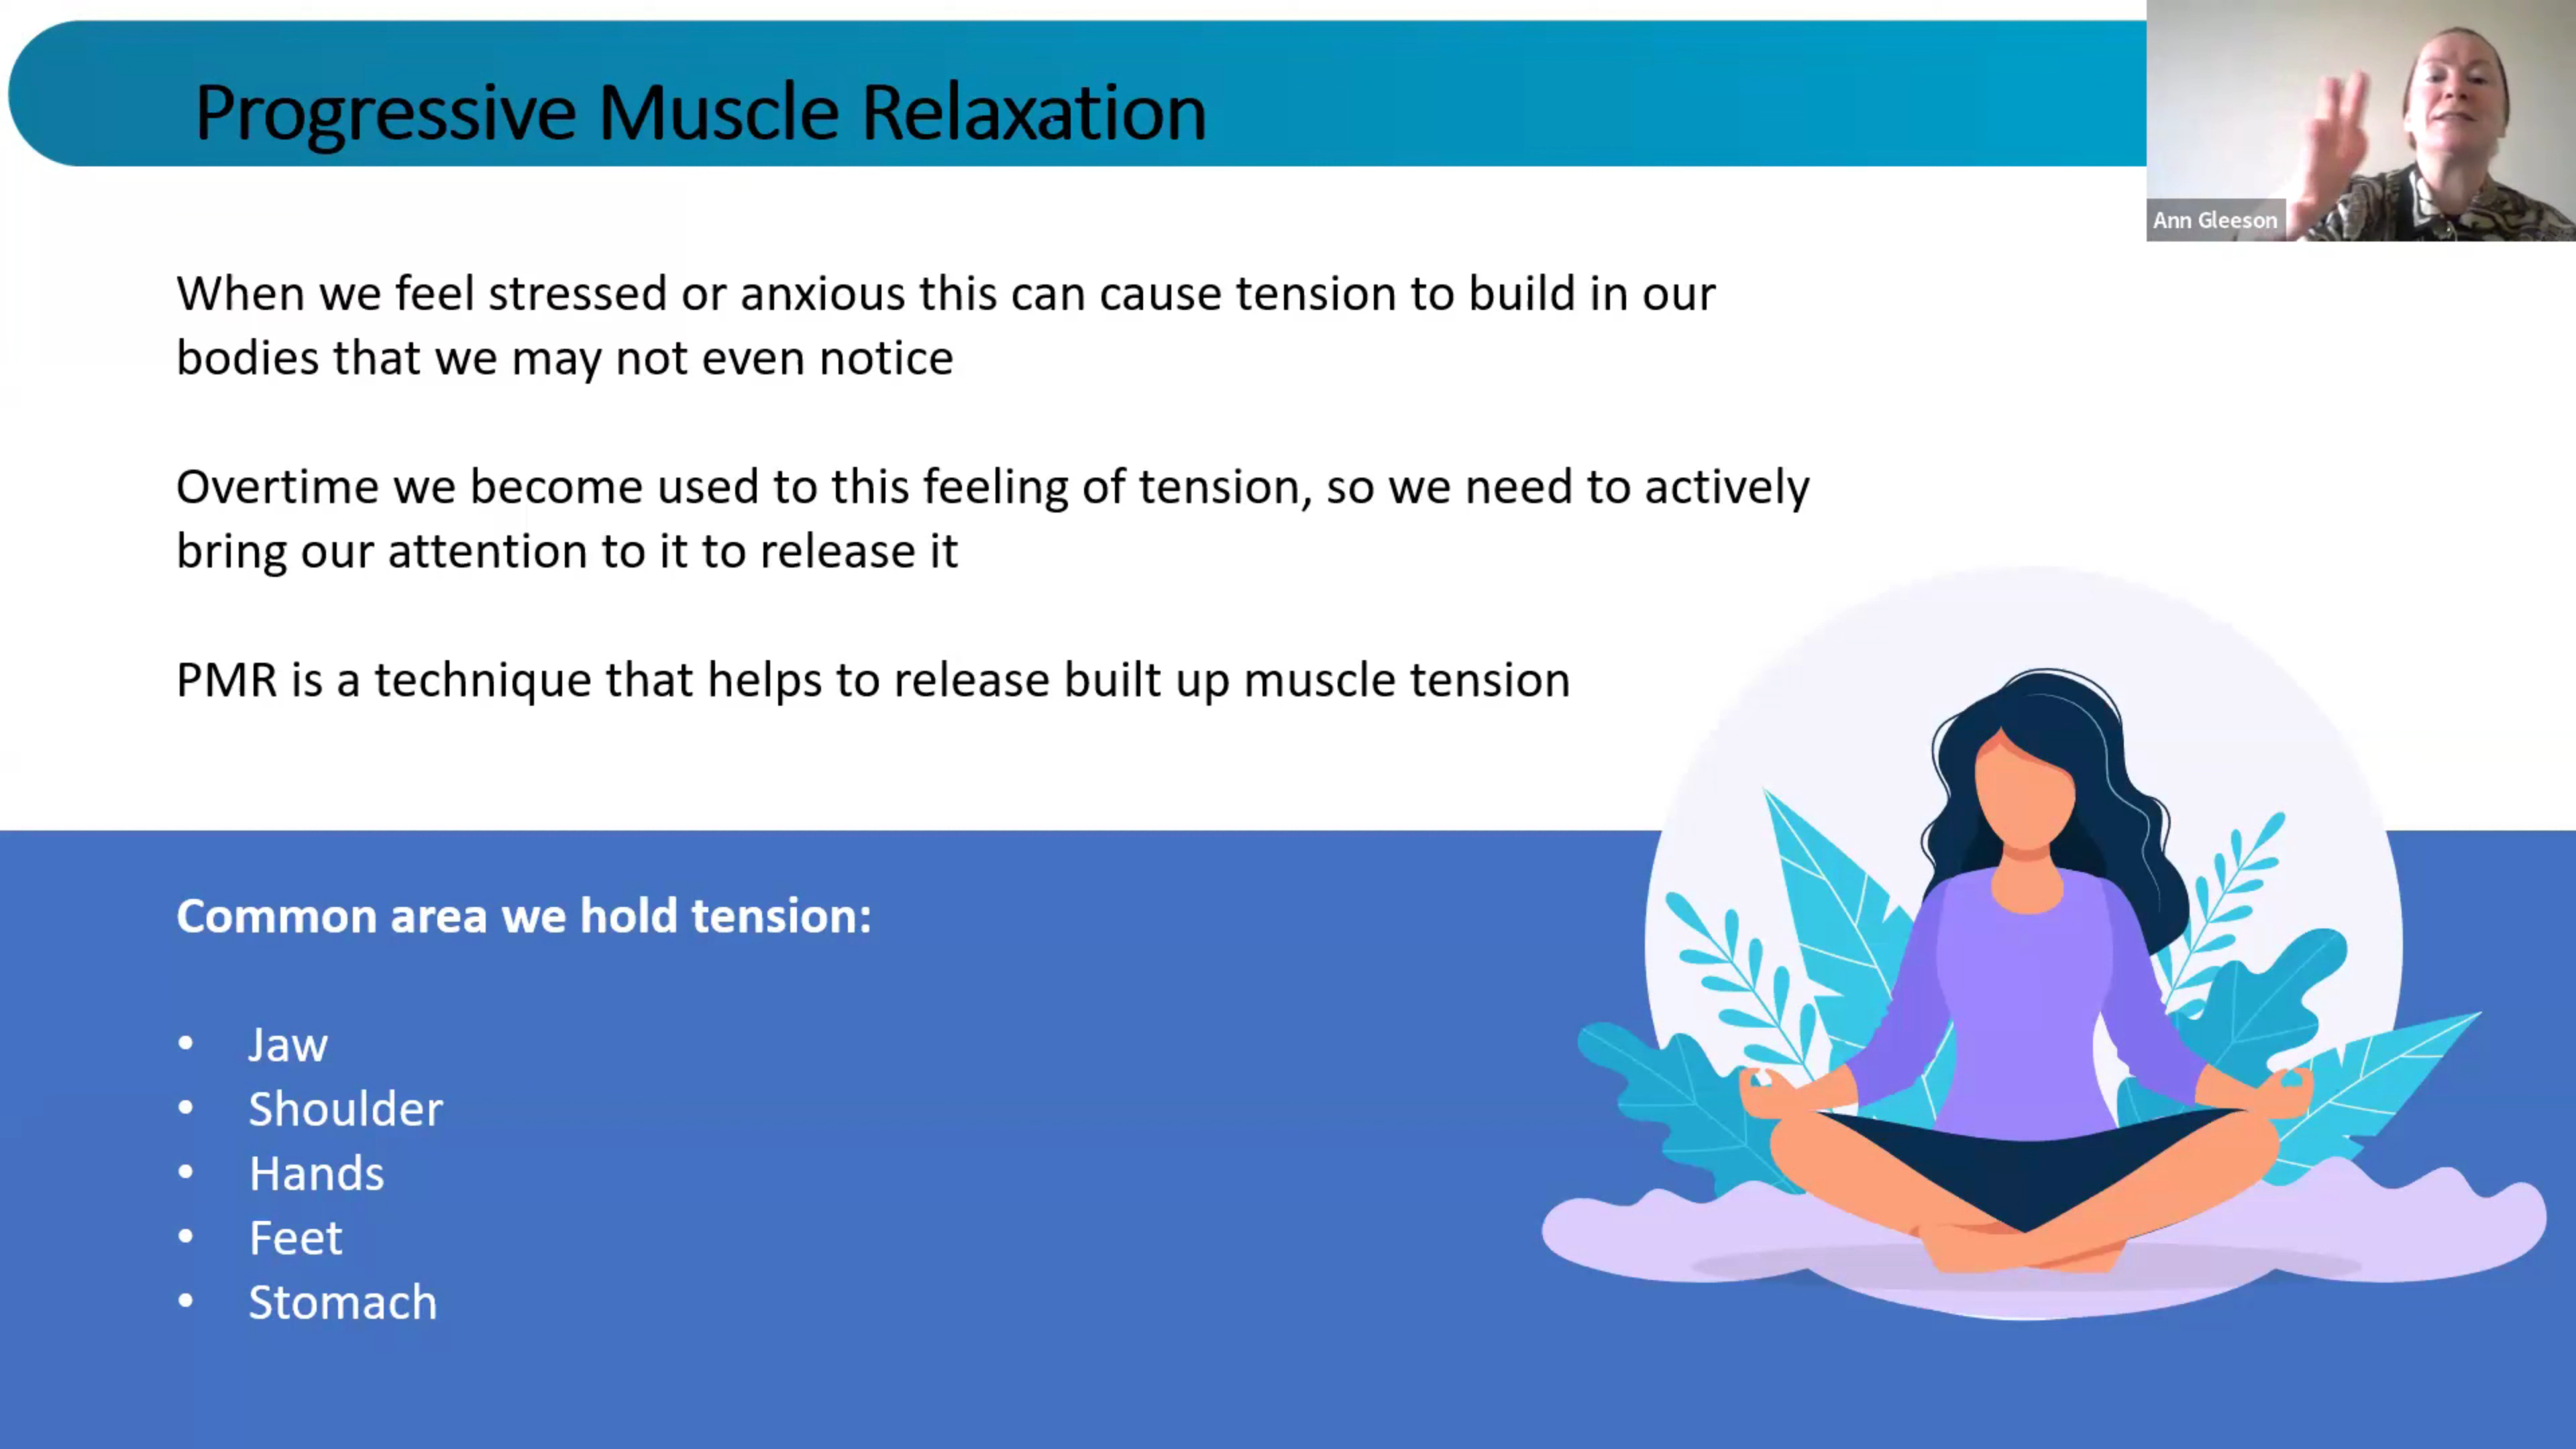 Progressive Muscle Relaxation
Ann Gleeson
When we feel stressed or anxious this can cause tension to build in our
bodies that we may not even notice
Overtime we become used to this feeling of tension, so we need to actively
bring our attention to it to release it
PMR is a technique that helps to release built up muscle tension
Common area we hold tension:
• Jaw
• Shoulder
• Hands
• Feet
• Stomach